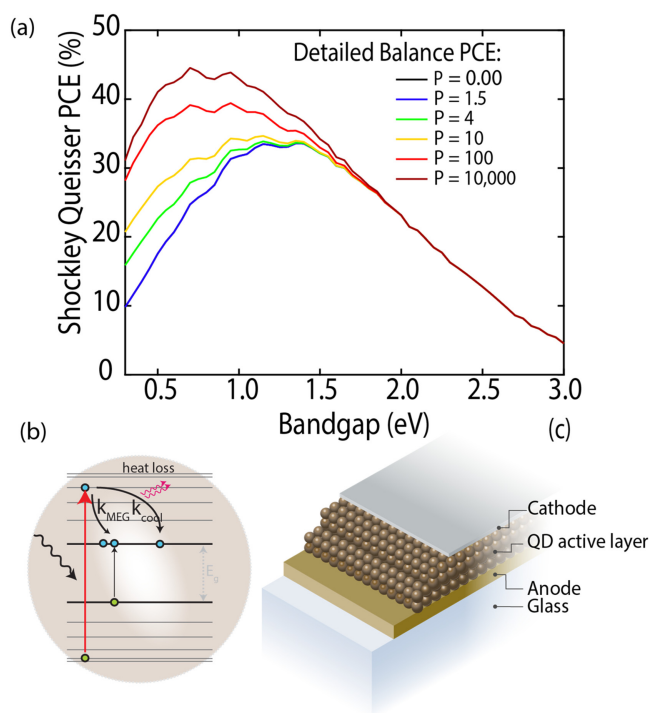 (a)
Shockley Queisser PCE (%)
50
40
30
20
10
0
Detailed Balance PCE:
P = 0.00
P = 1.5
P = 4
P = 10
P = 100
P = 10,000
0.5
1.0
1.5
2.0
2.5
3.0
Bandgap (eV)
(b)
heat loss
kMEG kcool
Eg
(c)
Cathode
QD active layer
Anode
Glass